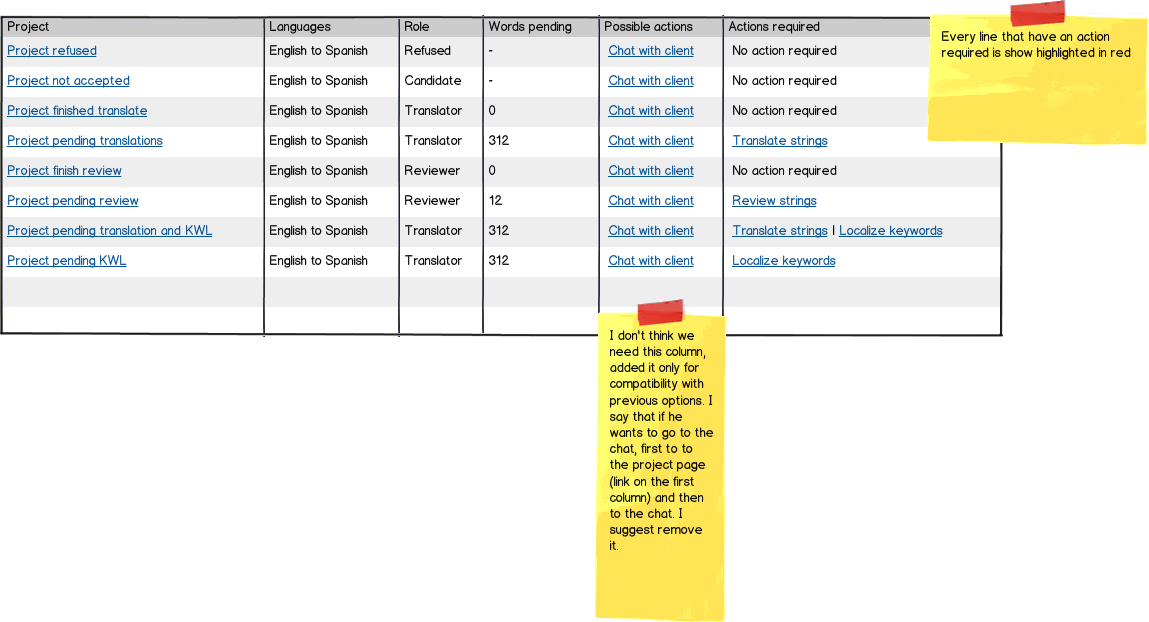 Project Languages Role Words pending Possible actions Actions required
Project refused English to Spanish Refused - Chat with client No action required
Project not accepted English to Spanish Candidate - Chat with client No action required
Project finished translate English to Spanish Translator 0 Chat with client No action required
Project pending translations English to Spanish Translator 312 Chat with client Translate strings
Project finish review English to Spanish Reviewer 0 Chat with client No action required
Project pending review English to Spanish Reviewer 12 Chat with client Review strings
Project pending translation and KWL English to Spanish Translator 312 Chat with client Translate strings | Localize keywords
Project pending KWL English to Spanish Translator 312 Chat with client Localize keywords
Every line that have an action
required is show highlighted in red
I don't think we
need this column,
added it only for
compatibility with
previous options. I
say that if he
wants to go to the
chat, first to to
the project page
(link on the first
column) and then
to the chat. I
suggest remove
it.